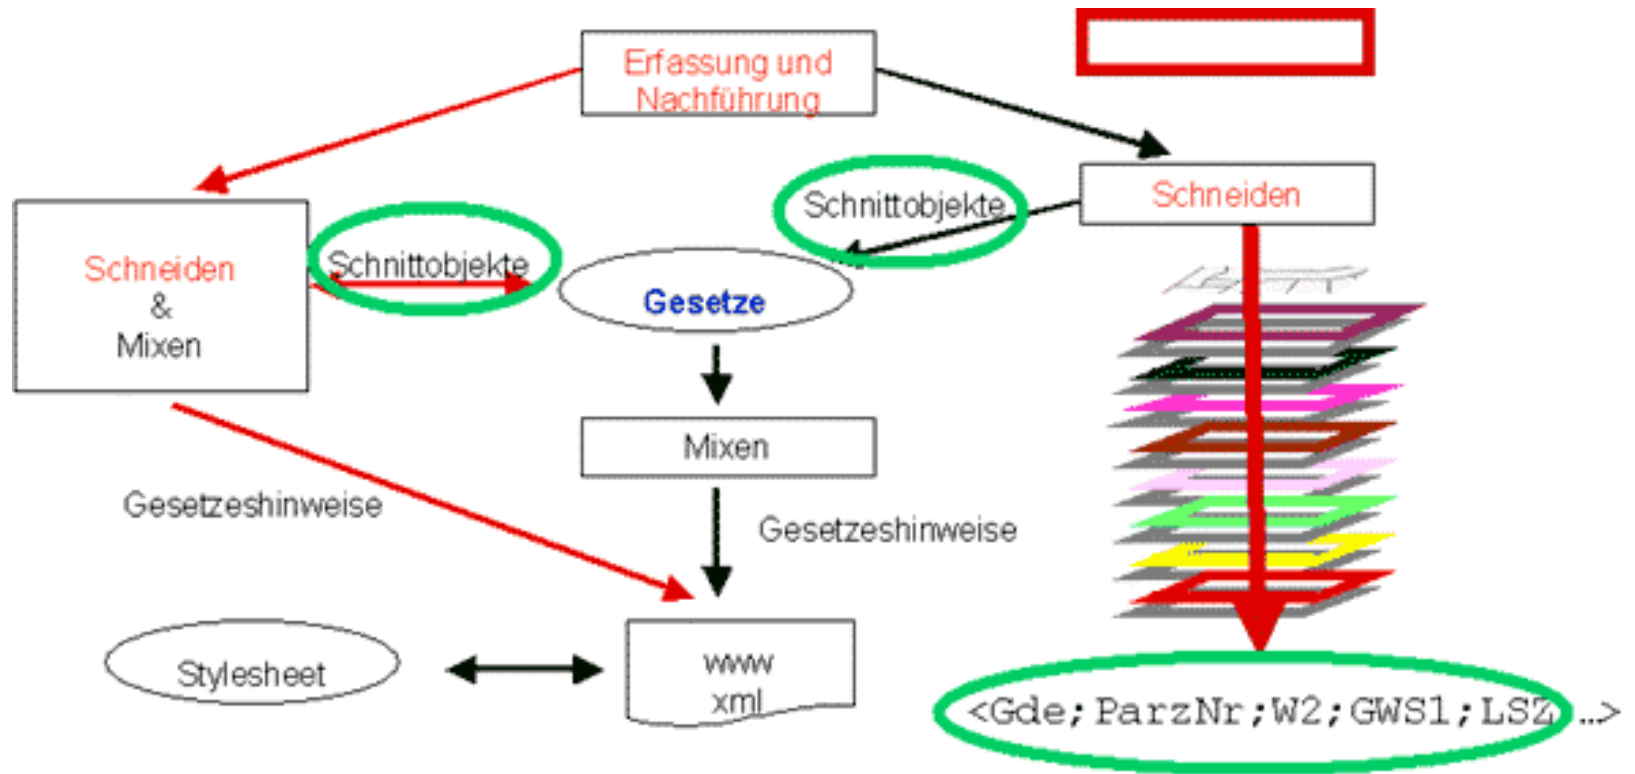 Erfassung und
Nachführung
Schneiden
Schnittobjekte
Schneiden
&
Mixen
Schnittobjekte
Gesetze
Mixen
Gesetzeshinweise
Gesetzeshinweise
Stylesheet
www
xml
<Gde;ParzNr;W2;GWS1;LSZ …>